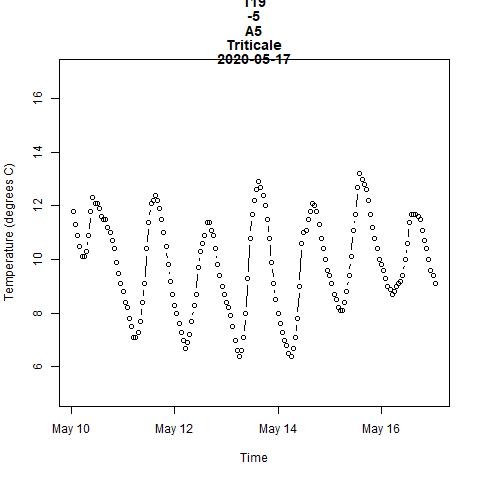 T19
-5
A5
Triticale
2020-05-17
Temperature (degrees C)
16
14
12
10
8
6
May 10
May 12
May 14
May 16
Time